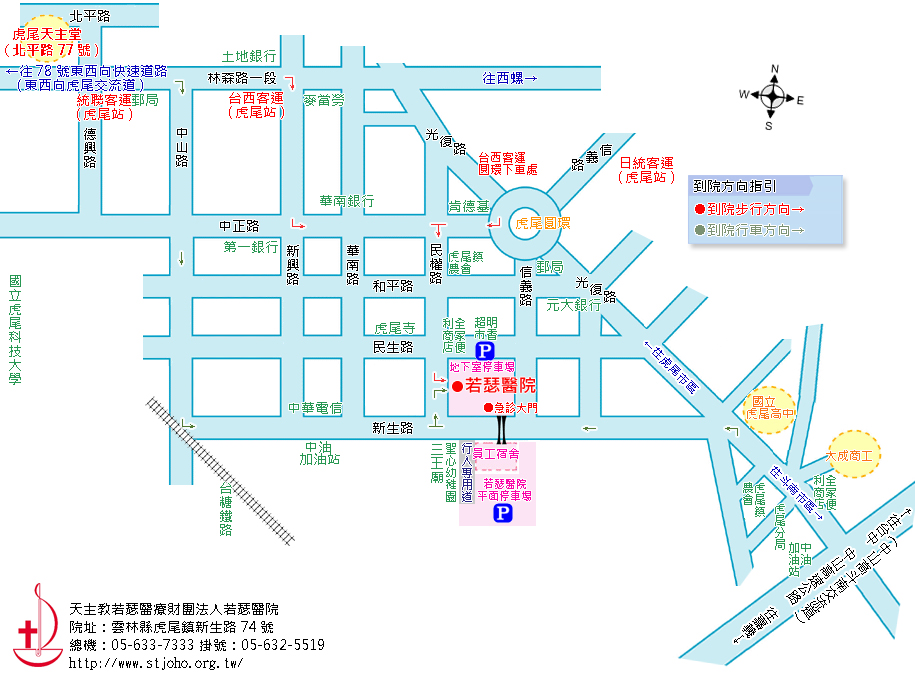 北平路
虎尾天主堂
(北平路 77 號)
←往 78 號東西向快速道路
(東西向虎尾交流道)
統聯客運
(虎尾站)
郵局
土地銀行
林森路一段
台西客運
(虎尾站)
麥當勞
往西螺→
N
W
E
S
德興路
中山路
光復路
台西客運
圓環下車處
信義路
日統客運
(虎尾站)
到院方向指引
●到院步行方向→
●到院行車方向→
華南銀行
肯德基
虎尾圓環
中正路
第一銀行
新興路
華南路
民權路
虎尾鎮
農會
信義路
郵局
光復路
和平路
元大銀行
國立虎尾科技大學
虎尾寺
全家便
利商店
明香
超市
民生路
P
地下室停車場
●若瑟醫院
●急診大門
←往虎尾市區
國立
虎尾高中
中華電信
新生路
中油
加油站
三王廟
聖心幼稚園
行人專用道
員工宿舍
若瑟醫院
平面停車場
P
台糖鐵路
大成商工
往斗南市區→
全家便
利商店
虎尾鎮
農會
虎尾分局
中油
加油站
←往台中
(中山高斗南交流道)
中山高速公路
往嘉義→
天主教若瑟醫療財團法人若瑟醫院
院址:雲林縣虎尾鎮新生路 74 號
總機:05-633-7333 掛號:05-632-5519
http://www.stjoho.org.tw/